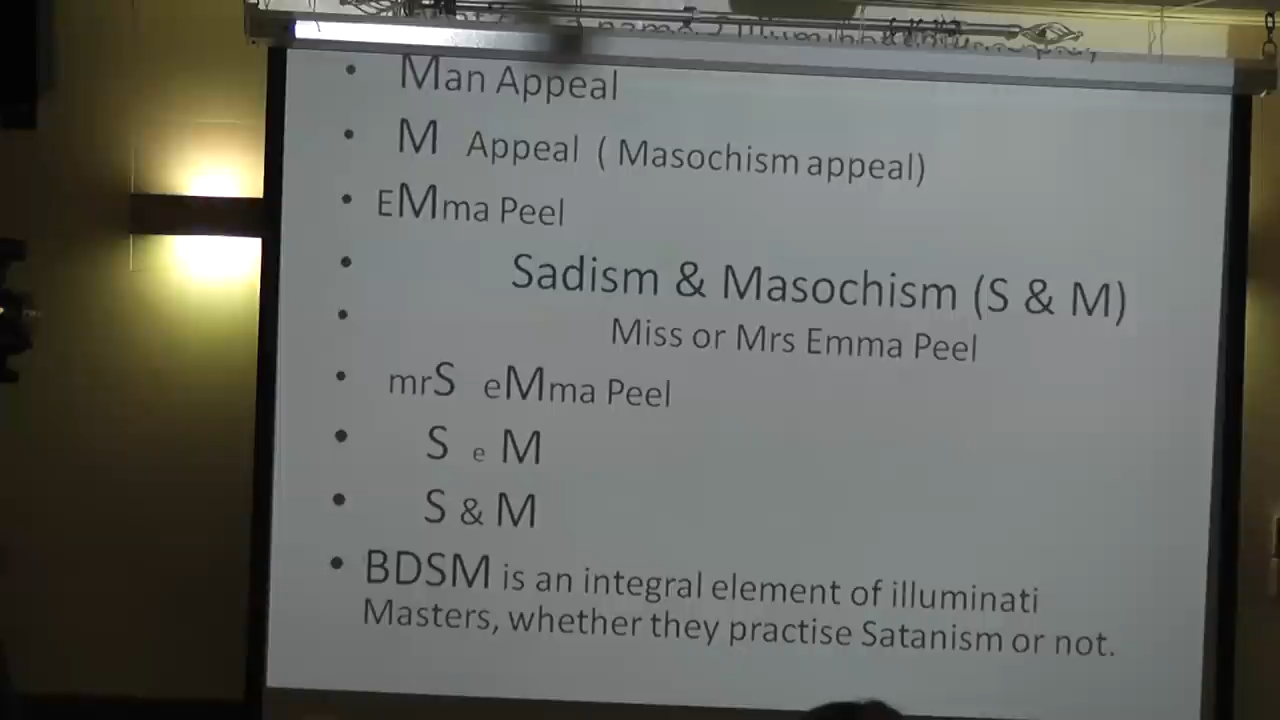 • Man Appeal
• M Appeal ( Masochism appeal)
• EMma Peel
• Sadism & Masochism (S & M)
• Miss or Mrs Emma Peel
• mrS eMma Peel
• S e M
• S & M
• BDSM is an integral element of illuminati
Masters, whether they practise Satanism or not.